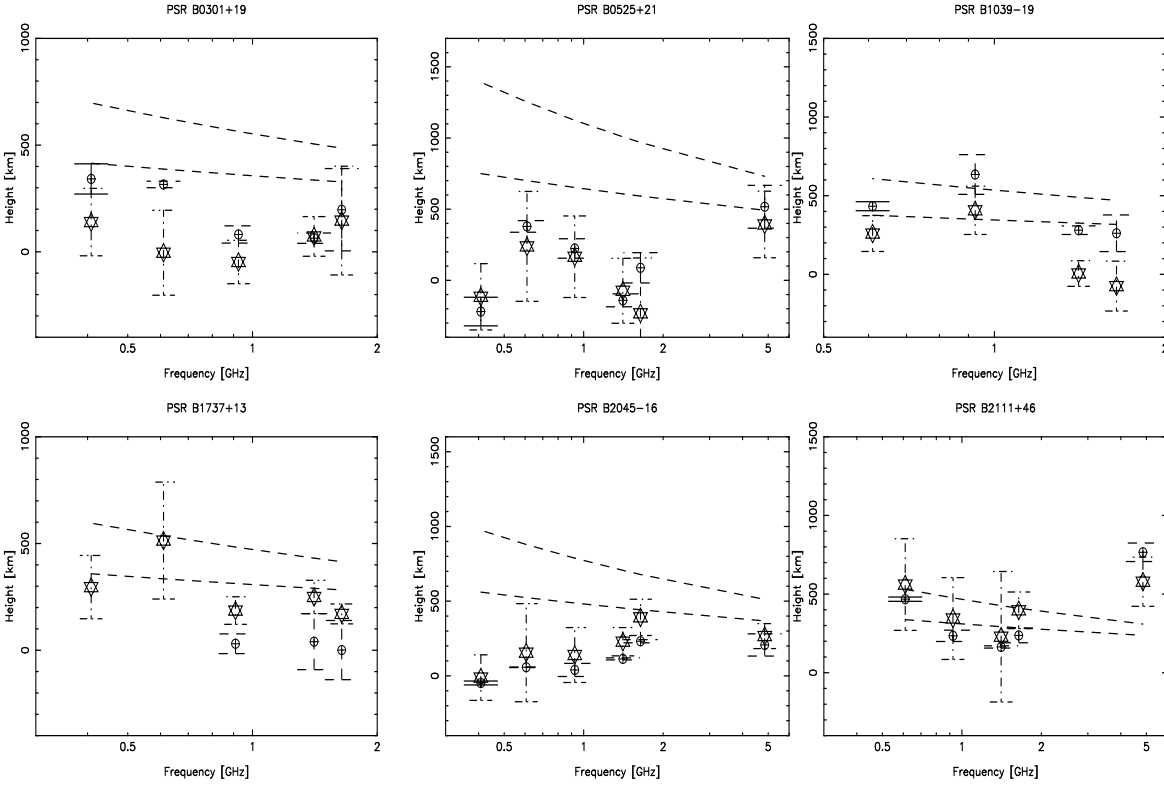 PSR B0301+19 PSR B0525+21 PSR B1039−19
Height [km] Height [km] Height [km]
1000 1500 1500
500 1000 1000
0 500 500
0 0
0.5 1 2 0.5 1 2 5 0.5 1 2
Frequency [GHz] Frequency [GHz] Frequency [GHz]
PSR B1737+13 PSR B2045−16 PSR B2111+46
Height [km] Height [km] Height [km]
1000 1500 1500
500 1000 1000
0 500 500
0 0
0.5 1 2 0.5 1 2 5 0.5 1 2 5
Frequency [GHz] Frequency [GHz] Frequency [GHz]